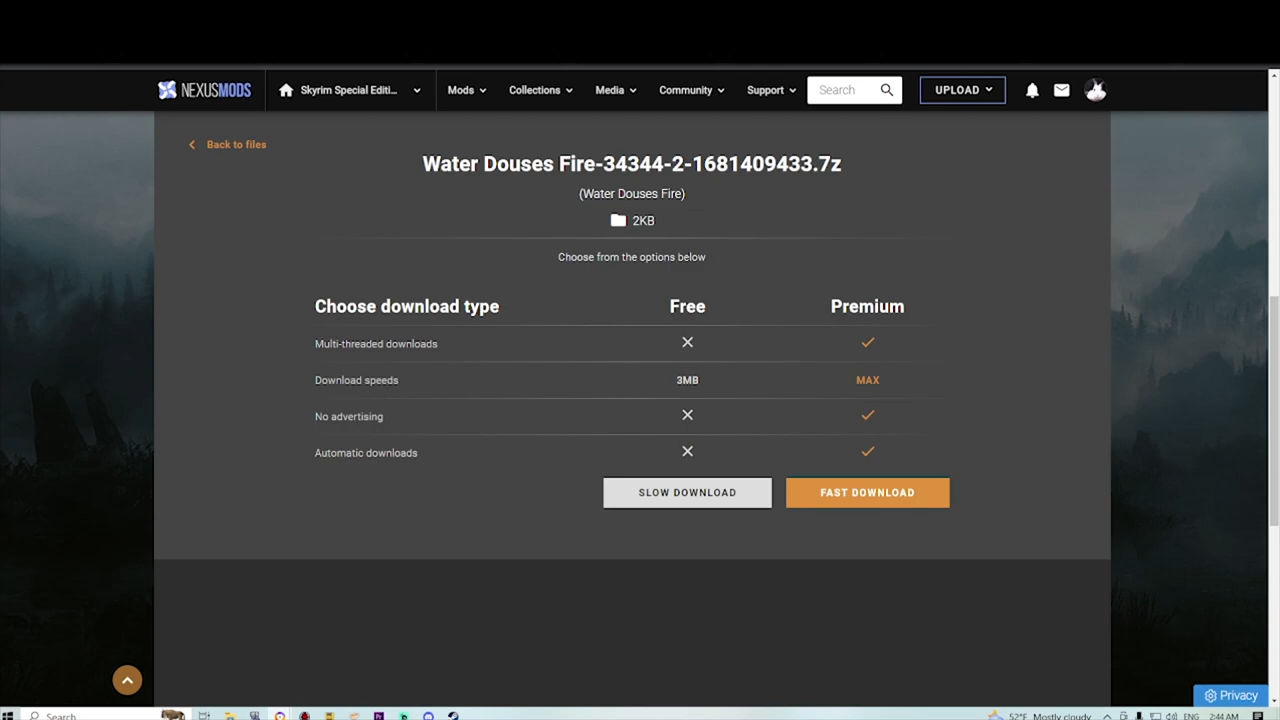 NEXUSMODS Skyrim Special Editi... Mods Collections Media Community Support Search UPLOAD
Back to files
Water Douses Fire-34344-2-1681409433.7z
(Water Douses Fire)
2KB
Choose from the options below
Choose download type Free Premium
Multi-threaded downloads
Download speeds 3MB MAX
No advertising
Automatic downloads
SLOW DOWNLOAD FAST DOWNLOAD
Privacy
Search 52°F Mostly cloudy ENG 2:44 AM